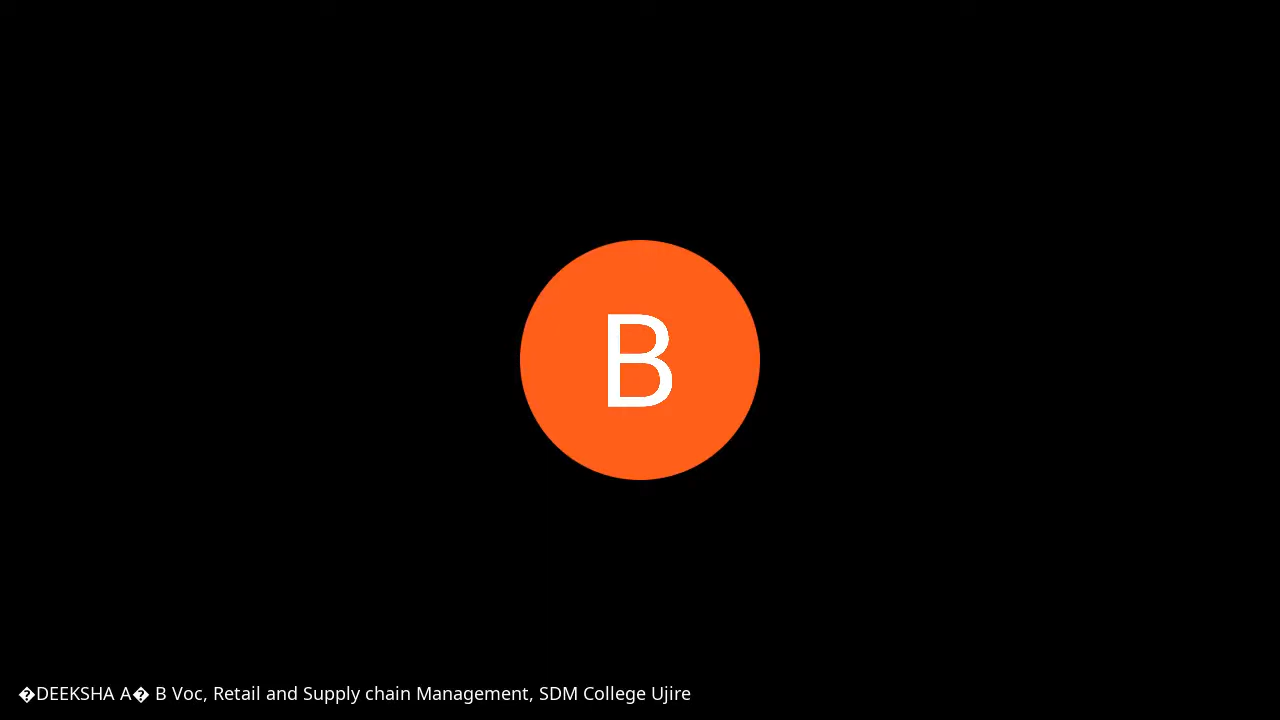 B
�DEEKSHA A� B Voc, Retail and Supply chain Management, SDM College Ujire